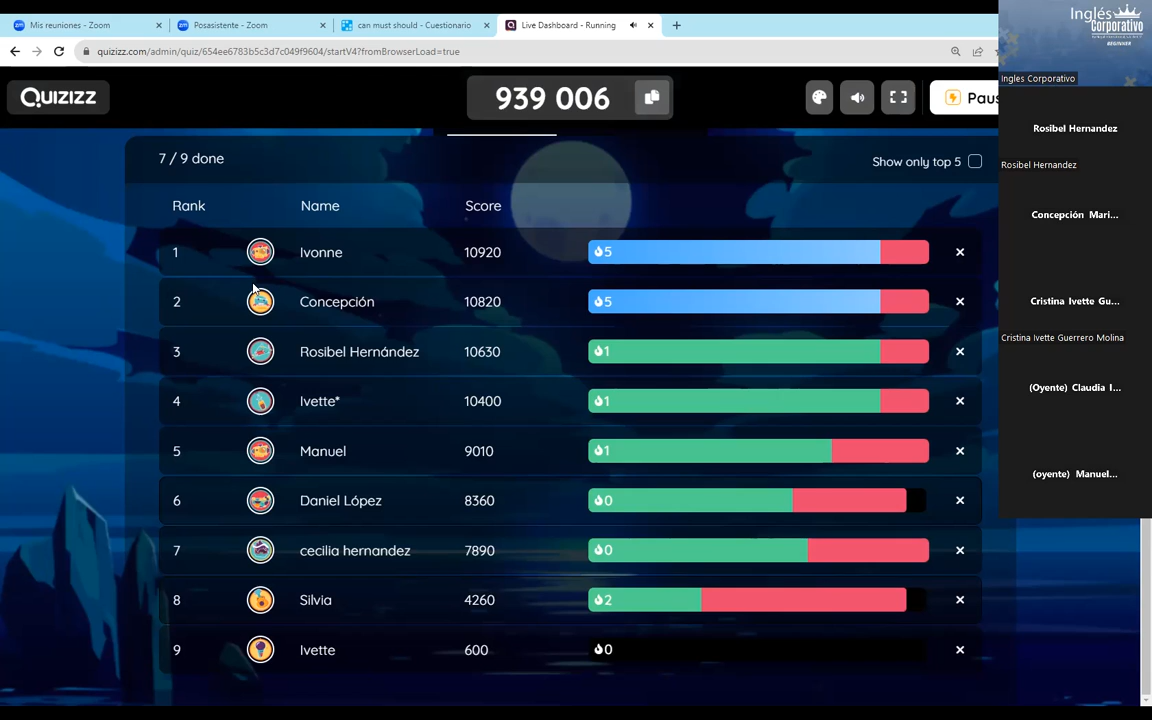 Mis reuniones - Zoom
Posasistente - Zoom
can must should - Cuestionario
Live Dashboard - Running
quizizz.com/admin/quiz/654ee6783b5c3d7c049f9604/startV4?fromBrowserLoad=true
Quizizz
939 006
Paus
7 / 9 done
Show only top 5
Rank Name Score
1 Ivonne 10920 5
2 Concepción 10820 5
3 Rosibel Hernández 10630 1
4 Ivette* 10400 1
5 Manuel 9010 1
6 Daniel López 8360 0
7 cecilia hernandez 7890 0
8 Silvia 4260 2
9 Ivette 600 0
Inglés
Corporativo
BEGINNER
Ingles Corporativo
Rosibel Hernandez
Rosibel Hernandez
Concepción Mari...
Cristina Ivette Gu...
Cristina Ivette Guerrero Molina
(Oyente) Claudia I...
(oyente) Manuel...